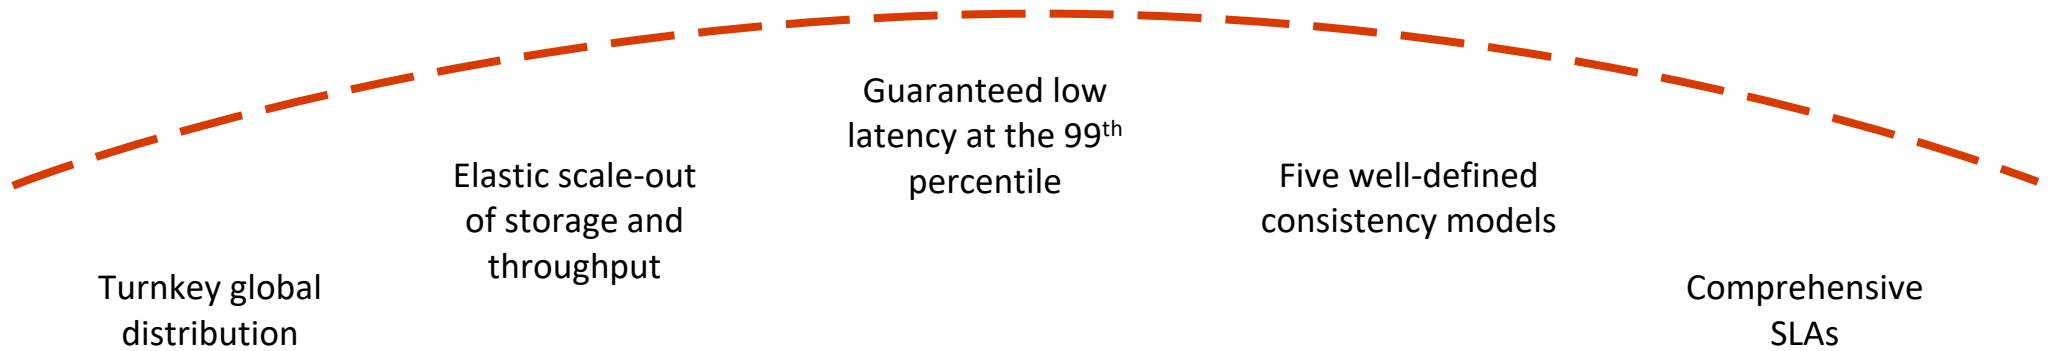 Turnkey global
distribution
Elastic scale-out
of storage and
throughput
Guaranteed low
latency at the 99th
percentile
Five well-defined
consistency models
Comprehensive
SLAs